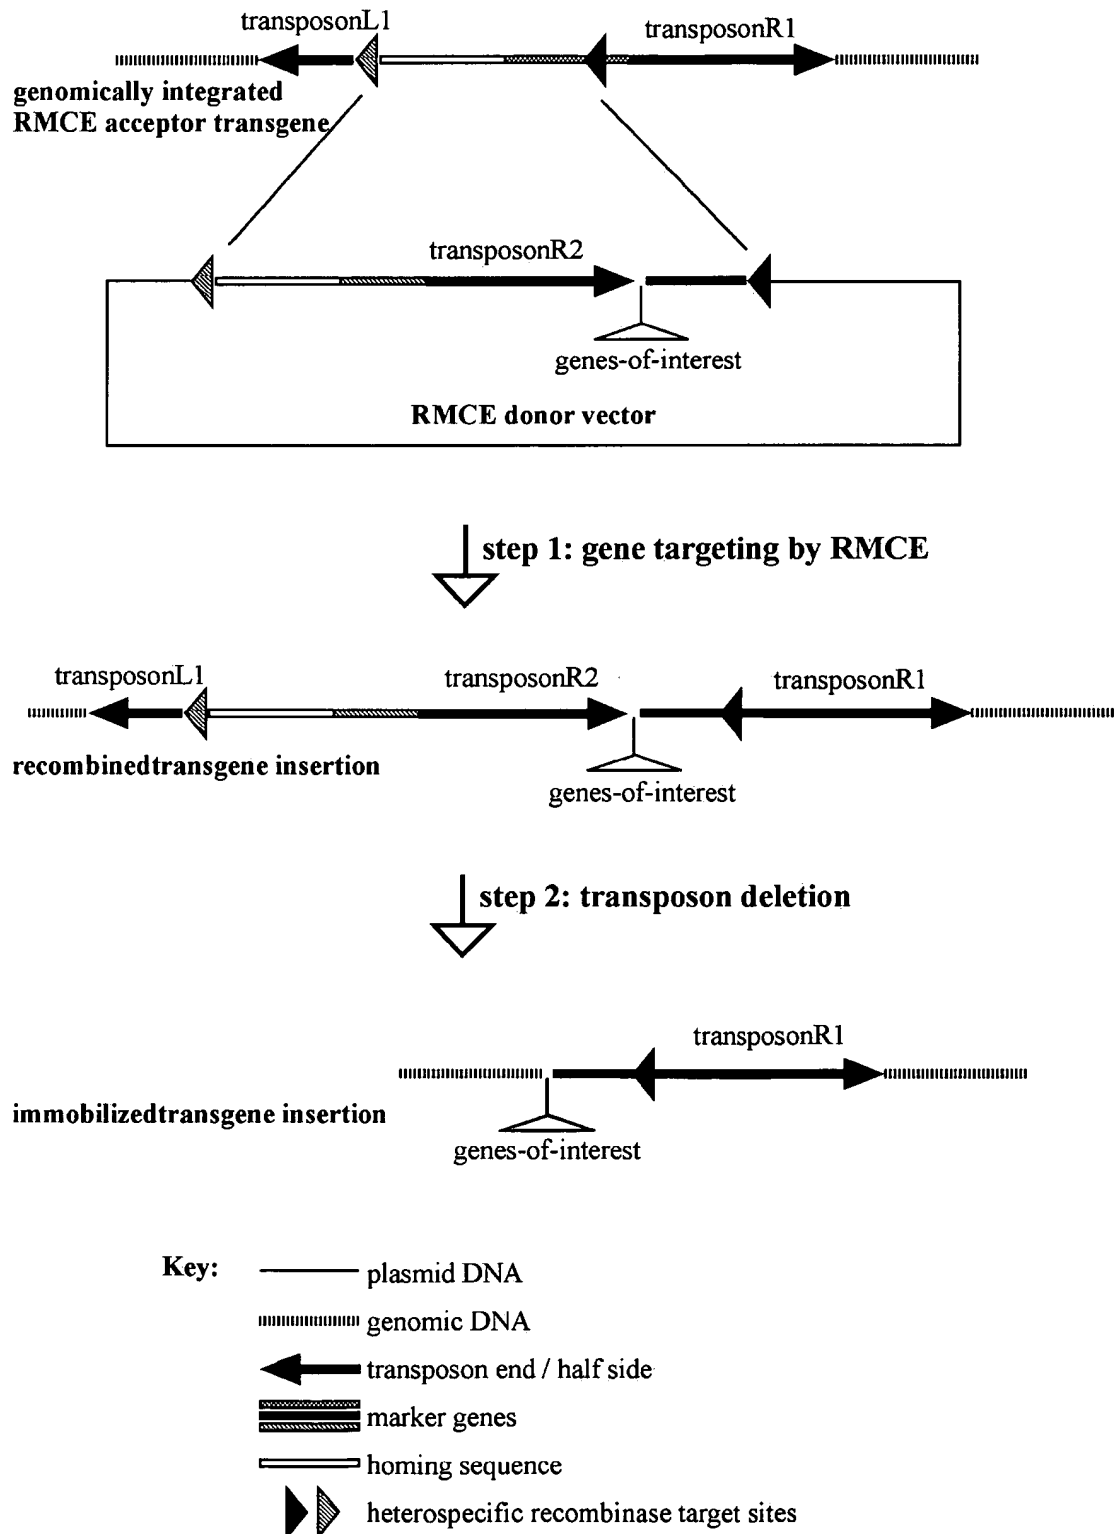 transposonL1
transposonR1
genomically integrated
RMCE acceptor transgene
transposonR2
genes-of-interest
RMCE donor vector
step 1: gene targeting by RMCE
transposonL1
transposonR2
transposonR1
recombinedtransgene insertion
genes-of-interest
step 2: transposon deletion
transposonR1
immobilizedtransgene insertion
genes-of-interest
Key:
plasmid DNA
genomic DNA
transposon end / half side
marker genes
homing sequence
heterospecific recombinase target sites